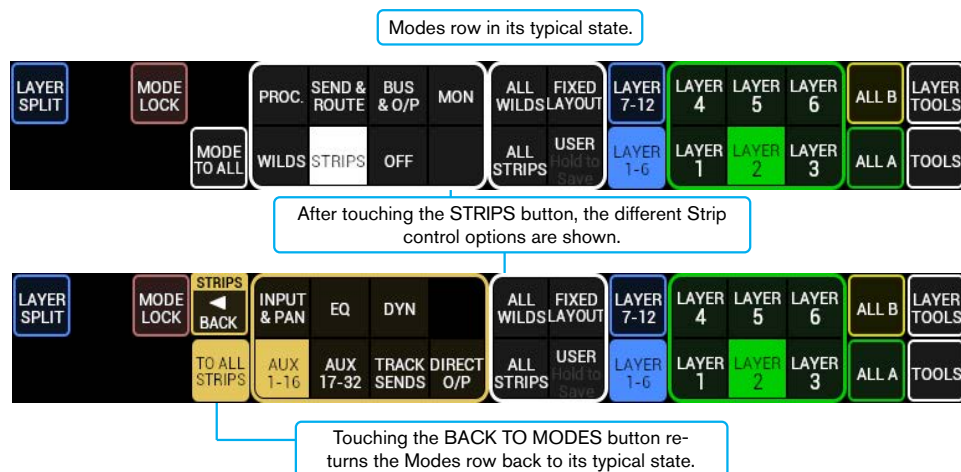 Modes row in its typical state.
LAYER SPLIT
MODE LOCK
PROC.
SEND & ROUTE
BUS & O/P
MON
ALL WILDS
FIXED LAYOUT
LAYER 7-12
LAYER 4
LAYER 5
LAYER 6
ALL B
LAYER TOOLS
MODE TO ALL
WILDS
STRIPS
OFF
ALL STRIPS
USER Hold to Save
LAYER 1-6
LAYER 1
LAYER 2
LAYER 3
ALL A
TOOLS
After touching the STRIPS button, the different Strip
control options are shown.
LAYER SPLIT
MODE LOCK
STRIPS ◄ BACK
INPUT & PAN
EQ
DYN
ALL WILDS
FIXED LAYOUT
LAYER 7-12
LAYER 4
LAYER 5
LAYER 6
ALL B
LAYER TOOLS
TO ALL STRIPS
AUX 1-16
AUX 17-32
TRACK SENDS
DIRECT O/P
ALL STRIPS
USER Hold to Save
LAYER 1-6
LAYER 1
LAYER 2
LAYER 3
ALL A
TOOLS
Touching the BACK TO MODES button re-
turns the Modes row back to its typical state.